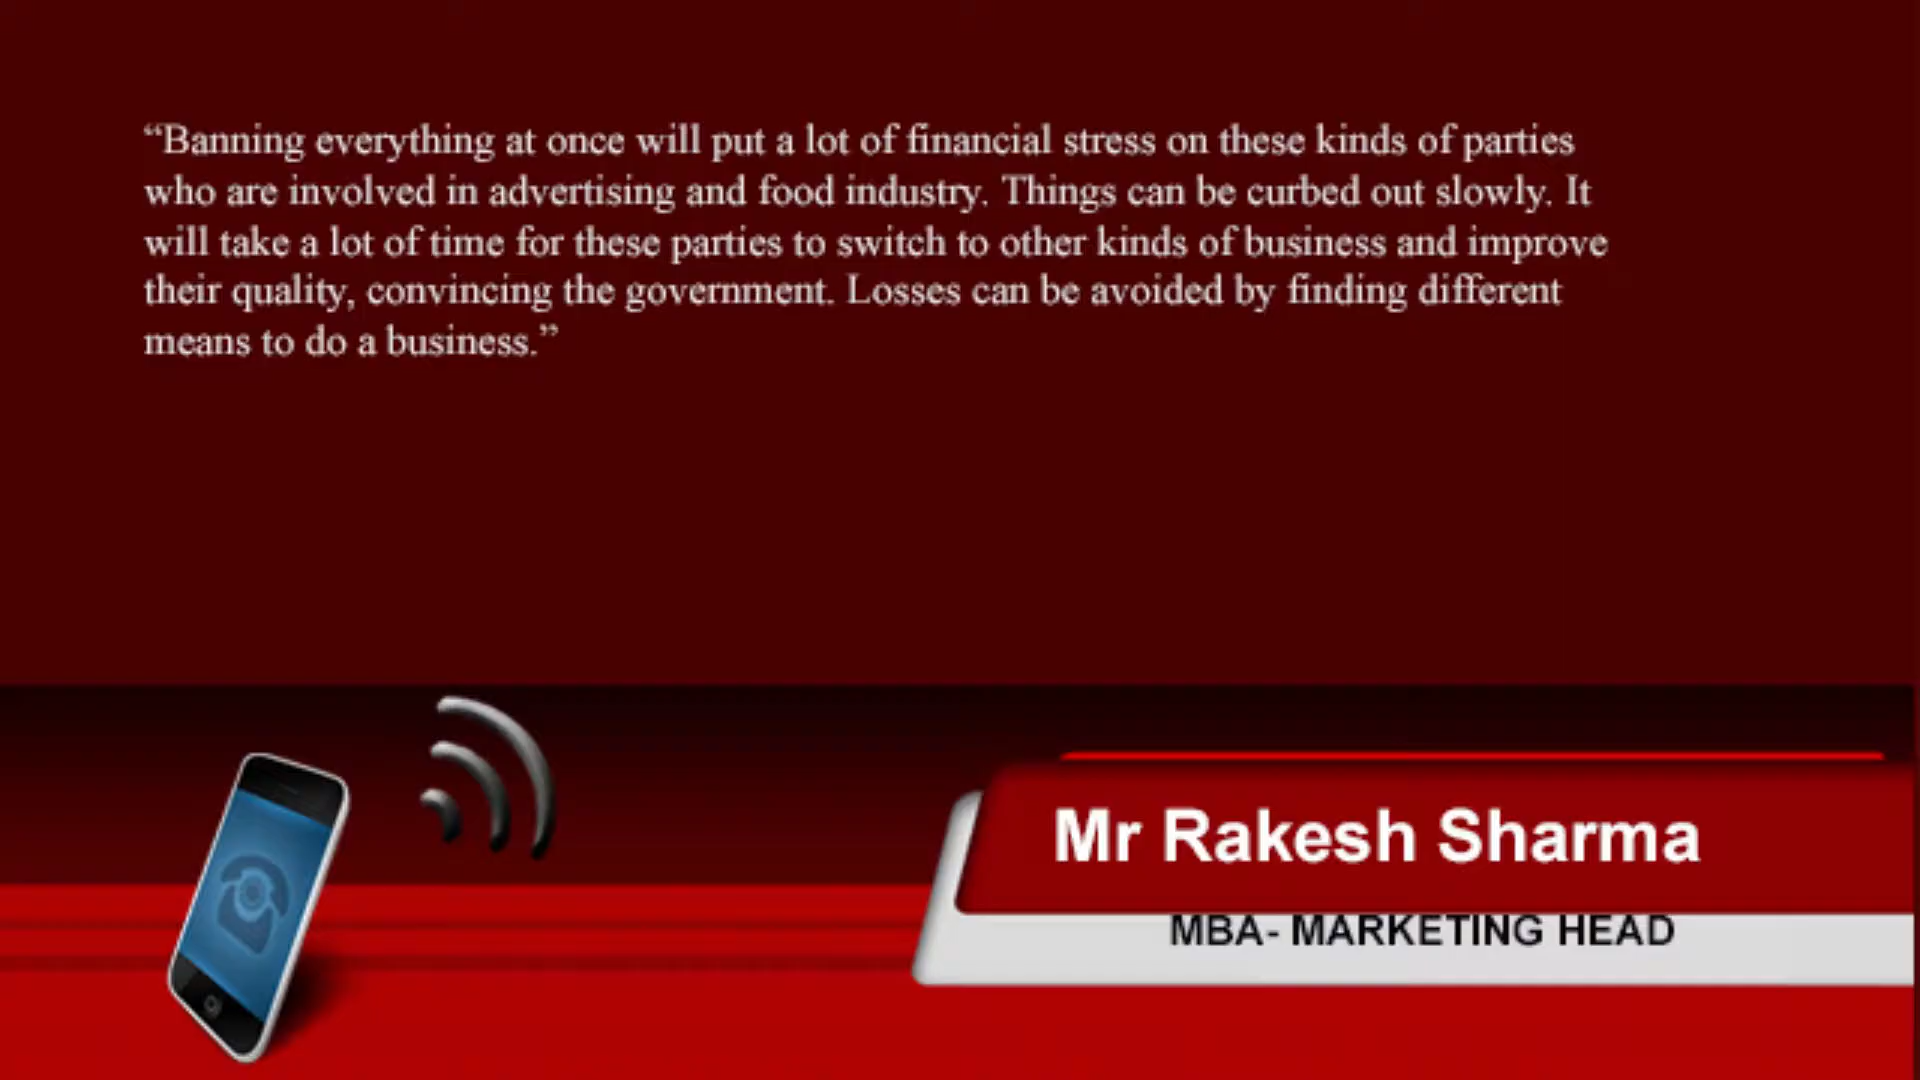 “Banning everything at once will put a lot of financial stress on these kinds of parties
who are involved in advertising and food industry. Things can be curbed out slowly. It
will take a lot of time for these parties to switch to other kinds of business and improve
their quality, convincing the government. Losses can be avoided by finding different
means to do a business.”
Mr Rakesh Sharma
MBA- MARKETING HEAD